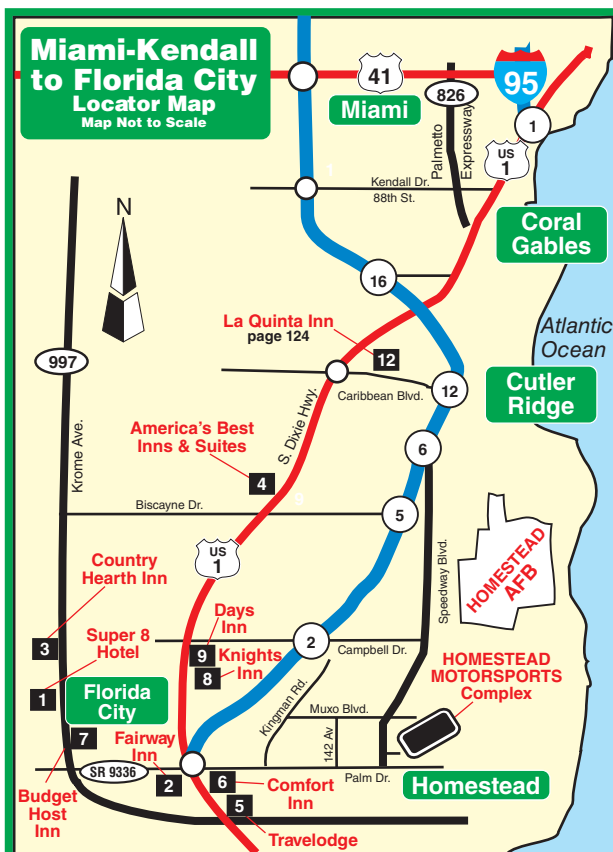 Miami-Kendall
to Florida City
Locator Map
Map Not to Scale
41
Miami
826
Palmetto
Expressway
95
1
US
1
1
Kendall Dr.
88th St.
Coral
Gables
N
16
La Quinta Inn
page 124
12
Atlantic
Ocean
997
Caribbean Blvd.
12
Cutler
Ridge
Krome Ave.
S. Dixie Hwy.
America's Best
Inns & Suites
4
6
9
Biscayne Dr.
5
Speedway Blvd.
HOMESTEAD
AFB
US
1
Country
Hearth Inn
3
Days
Inn
9
2
Campbell Dr.
Super 8
Hotel
1
Knights
Inn
8
HOMESTEAD
MOTORSPORTS
Complex
Florida
City
Kingman Rd.
Muxo Blvd.
142 Av
7
Fairway
Inn
2
SR 9336
Palm Dr.
6
Comfort
Inn
Homestead
Budget
Host
Inn
5
Travelodge